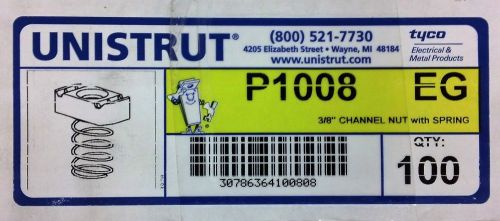 UNISTRUT®
(800) 521-7730
4205 Elizabeth Street • Wayne, MI 48184
www.unistrut.com
tyco
Electrical &
Metal Products
P1008 EG
3/8" CHANNEL NUT with SPRING
QTY:
100
30786364100808